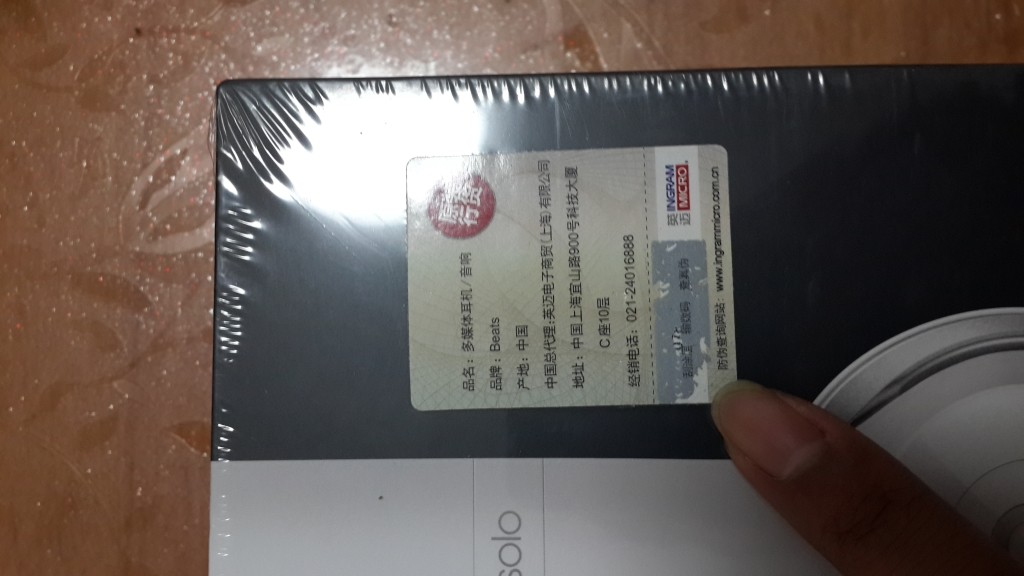 品名：多媒体耳机/音响
品牌：Beats
产地：中国
中国总代理:英迈电子商贸(上海)有限公司
地址：中国上海宜山路900号科技大厦
C座10层
经销电话：021-24016888
英 INGRAM
迈 MICRO
防伪查询网站：www.ingrammicro.com.cn
solo